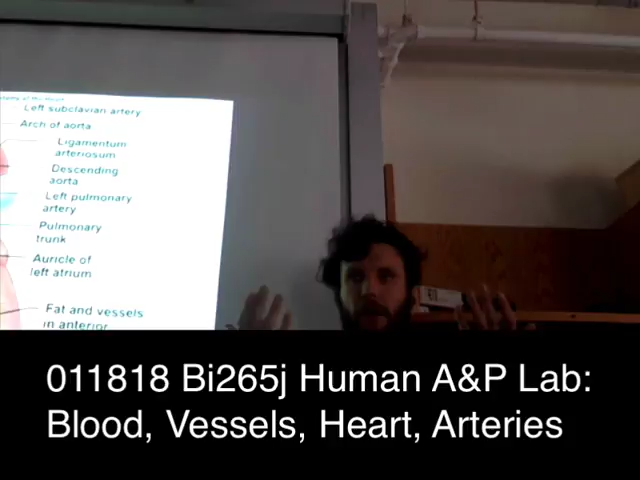 Left subclavian artery
Arch of aorta
Ligamentum
arteriosum
Descending
aorta
Left pulmonary
artery
Pulmonary
trunk
Auricle of
left atrium
Fat and vessels
in anterior
011818 Bi265j Human A&P Lab:
Blood, Vessels, Heart, Arteries